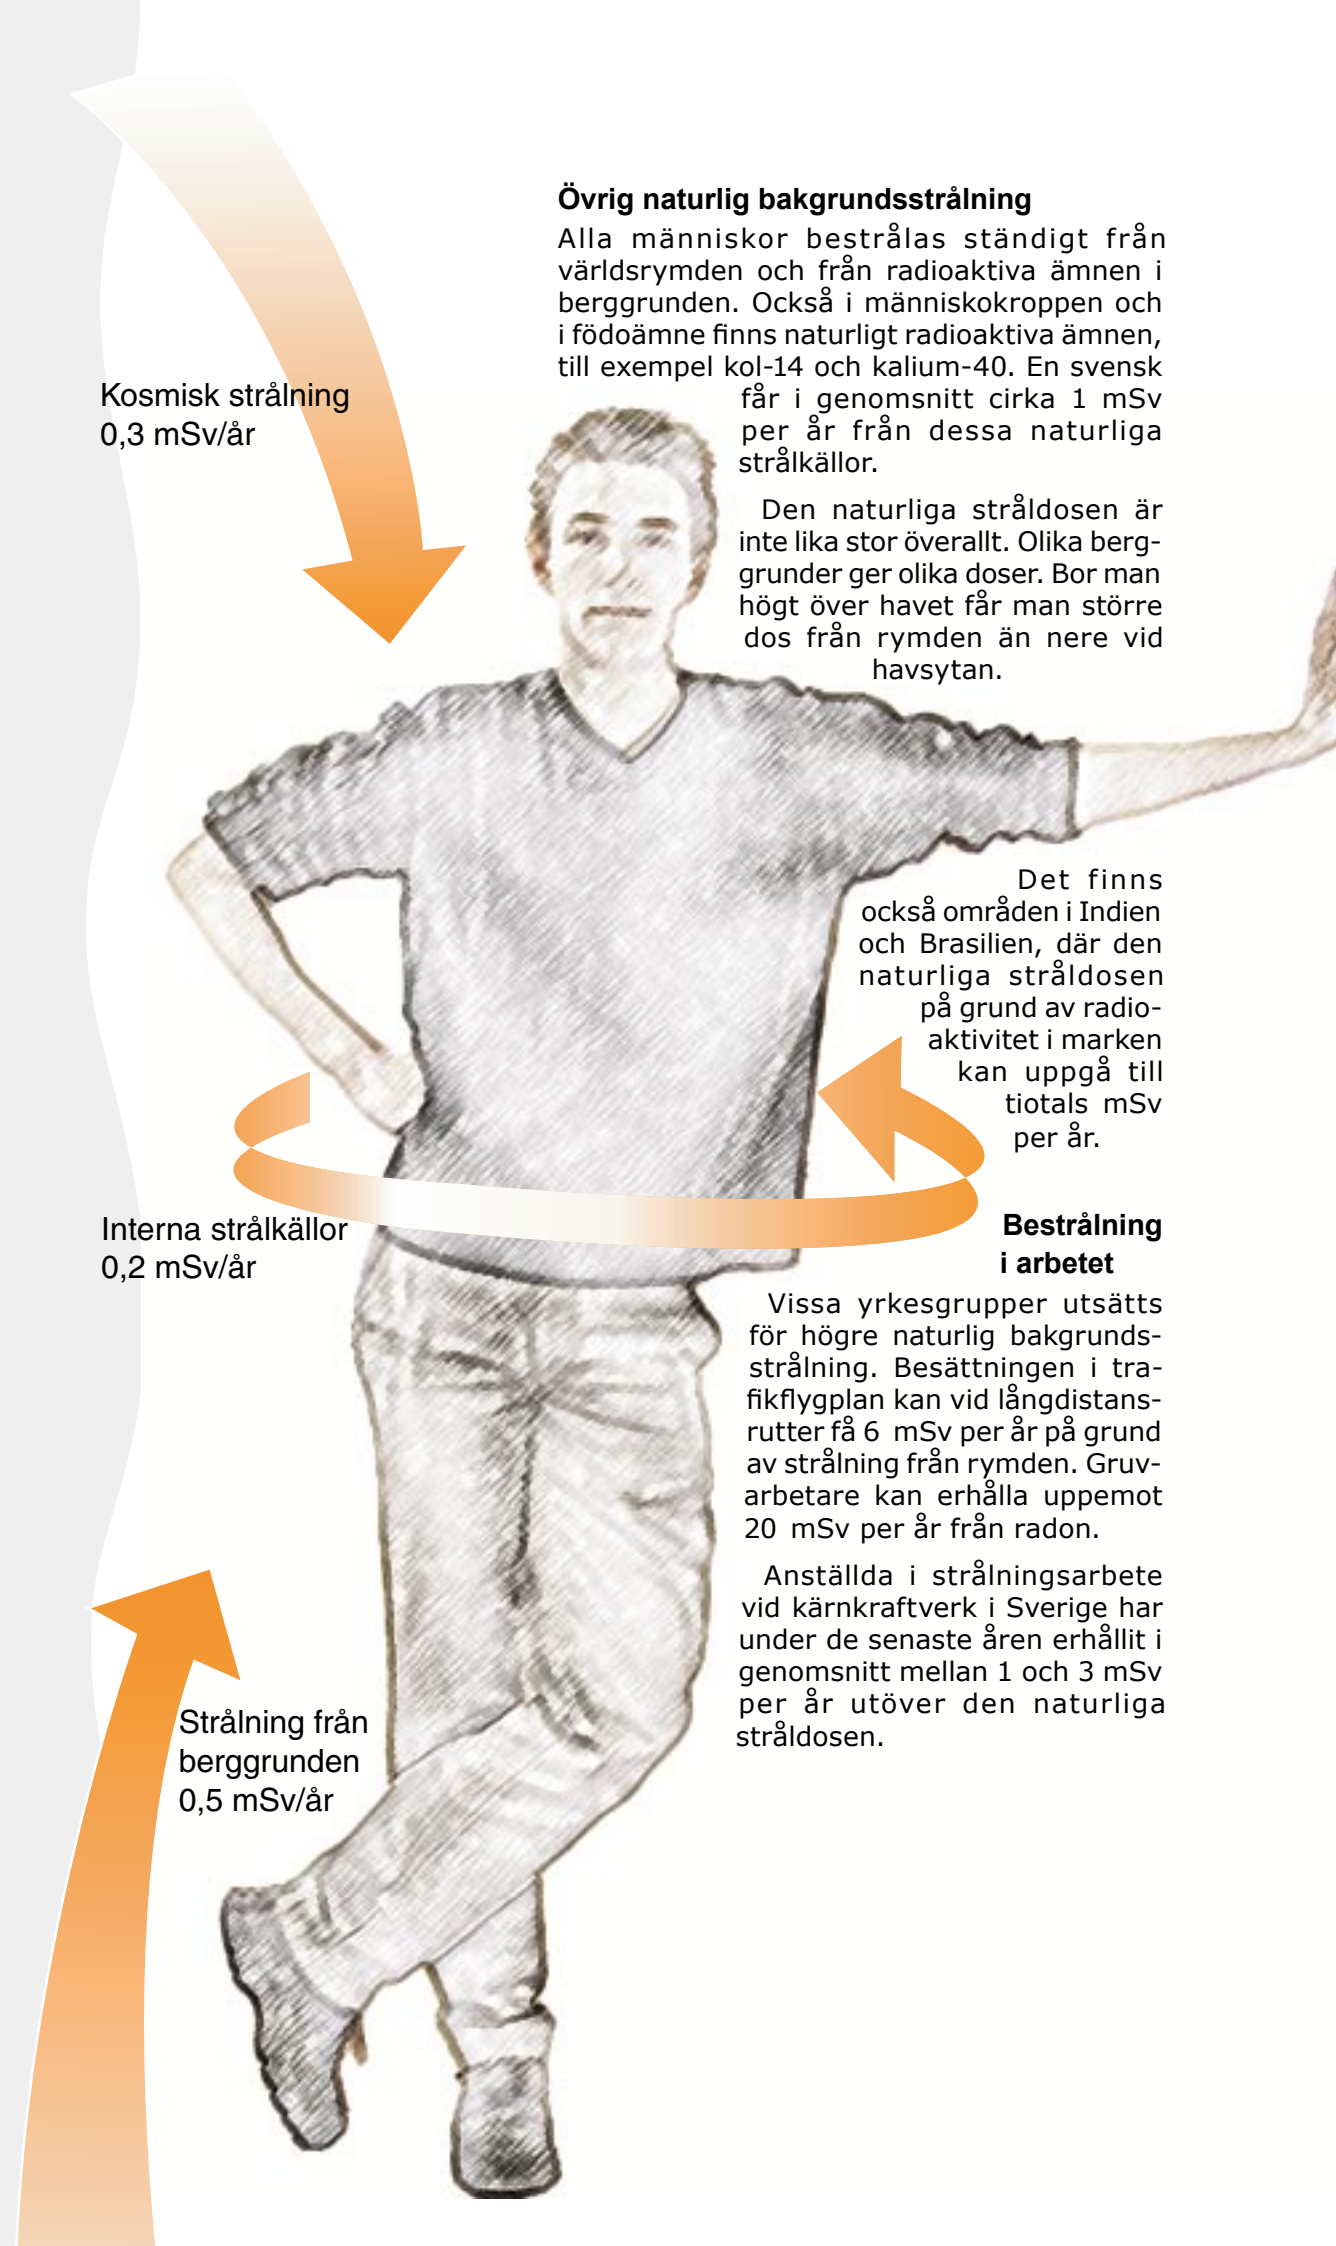 Övrig naturlig bakgrundsstrålning
Alla människor bestrålas ständigt från
världsrymden och från radioaktiva ämnen i
berggrunden. Också i människokroppen och
i födoämne finns naturligt radioaktiva ämnen,
till exempel kol-14 och kalium-40. En svensk
får i genomsnitt cirka 1 mSv
per år från dessa naturliga
strålkällor.
Den naturliga stråldosen är
inte lika stor överallt. Olika berg-
grunder ger olika doser. Bor man
högt över havet får man större
dos från rymden än nere vid
havsytan.
Det finns
också områden i Indien
och Brasilien, där den
naturliga stråldosen
på grund av radio-
aktivitet i marken
kan uppgå till
tiotals mSv
per år.
Bestrålning
i arbetet
Vissa yrkesgrupper utsätts
för högre naturlig bakgrunds-
strålning. Besättningen i tra-
fikflygplan kan vid långdistans-
rutter få 6 mSv per år på grund
av strålning från rymden. Gruv-
arbetare kan erhålla uppemot
20 mSv per år från radon.
Anställda i strålningsarbete
vid kärnkraftverk i Sverige har
under de senaste åren erhållit i
genomsnitt mellan 1 och 3 mSv
per år utöver den naturliga
stråldosen.
Kosmisk strålning
0,3 mSv/år
Interna strålkällor
0,2 mSv/år
Strålning från
berggrunden
0,5 mSv/år